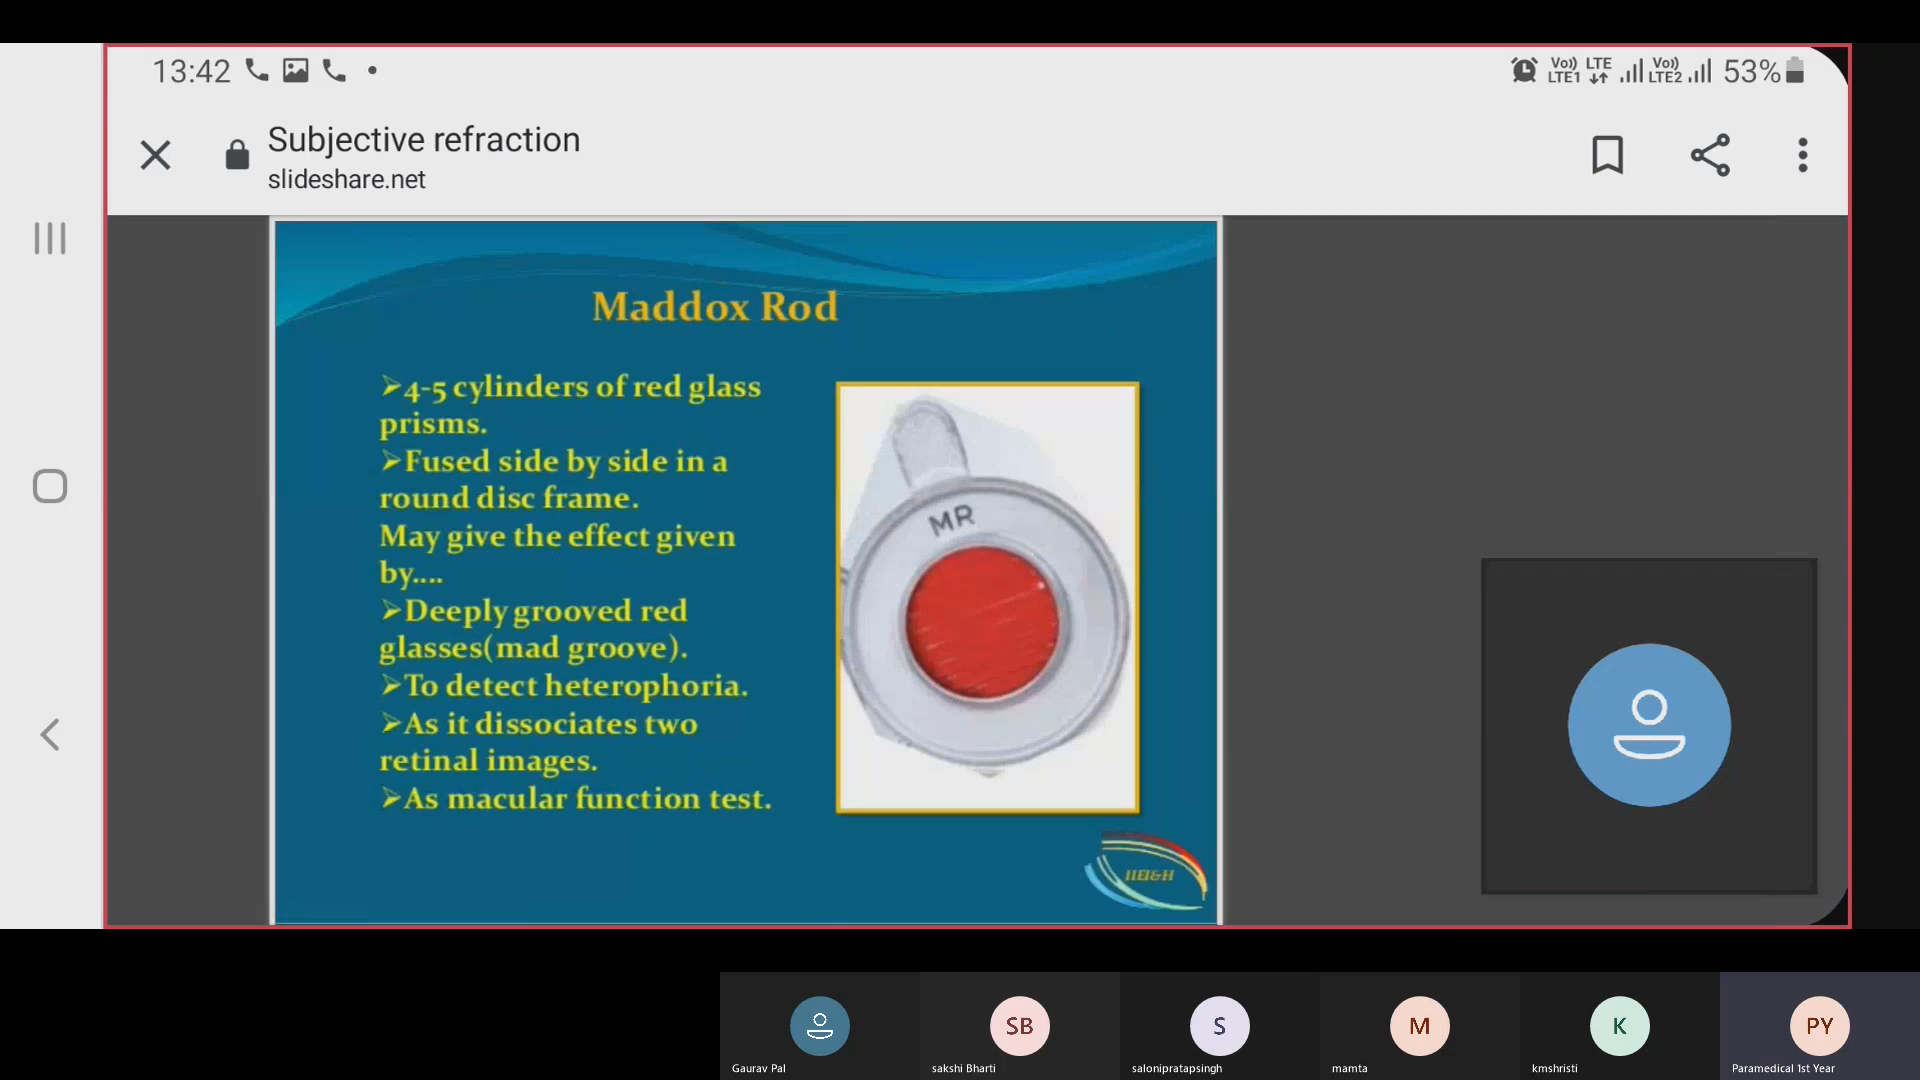 13:42
Vo)) LTE
LTE1
Vo))
LTE2
53%
Subjective refraction
slideshare.net
Maddox Rod
➢4-5 cylinders of red glass
prisms.
➢Fused side by side in a
round disc frame.
May give the effect given
by....
➢Deeply grooved red
glasses(mad groove).
➢To detect heterophoria.
➢As it dissociates two
retinal images.
➢As macular function test.
MR
IIEI&H
SB
S
M
K
PY
Gaurav Pal
sakshi Bharti
salonipratapsingh
mamta
kmshristi
Paramedical 1st Year